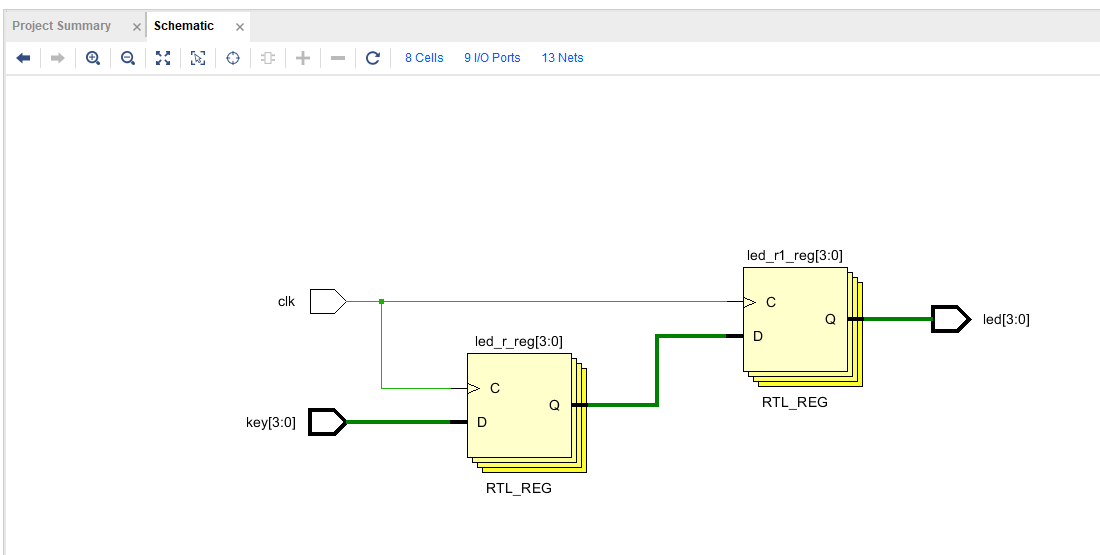 Project Summary
Schematic
8 Cells
9 I/O Ports
13 Nets
led_r1_reg[3:0]
clk
C
Q
led[3:0]
D
led_r_reg[3:0]
C
RTL_REG
Q
key[3:0]
D
RTL_REG